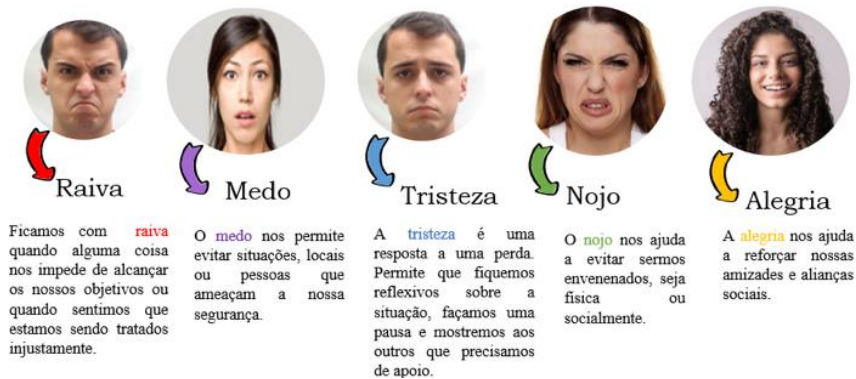 Raiva
Ficamos com raiva
quando alguma coisa
nos impede de alcançar
os nossos objetivos ou
quando sentimos que
estamos sendo tratados
injustamente.
Medo
O medo nos permite
evitar situações, locais
ou pessoas que
ameaçam a nossa
segurança.
Tristeza
A tristeza é uma
resposta a uma perda.
Permite que fiquemos
reflexivos sobre a
situação, façamos uma
pausa e mostremos aos
outros que precisamos
de apoio.
Nojo
O nojo nos ajuda
a evitar sermos
envenenados, seja
física ou
socialmente.
Alegria
A alegria nos ajuda
a reforçar nossas
amizades e alianças
sociais.